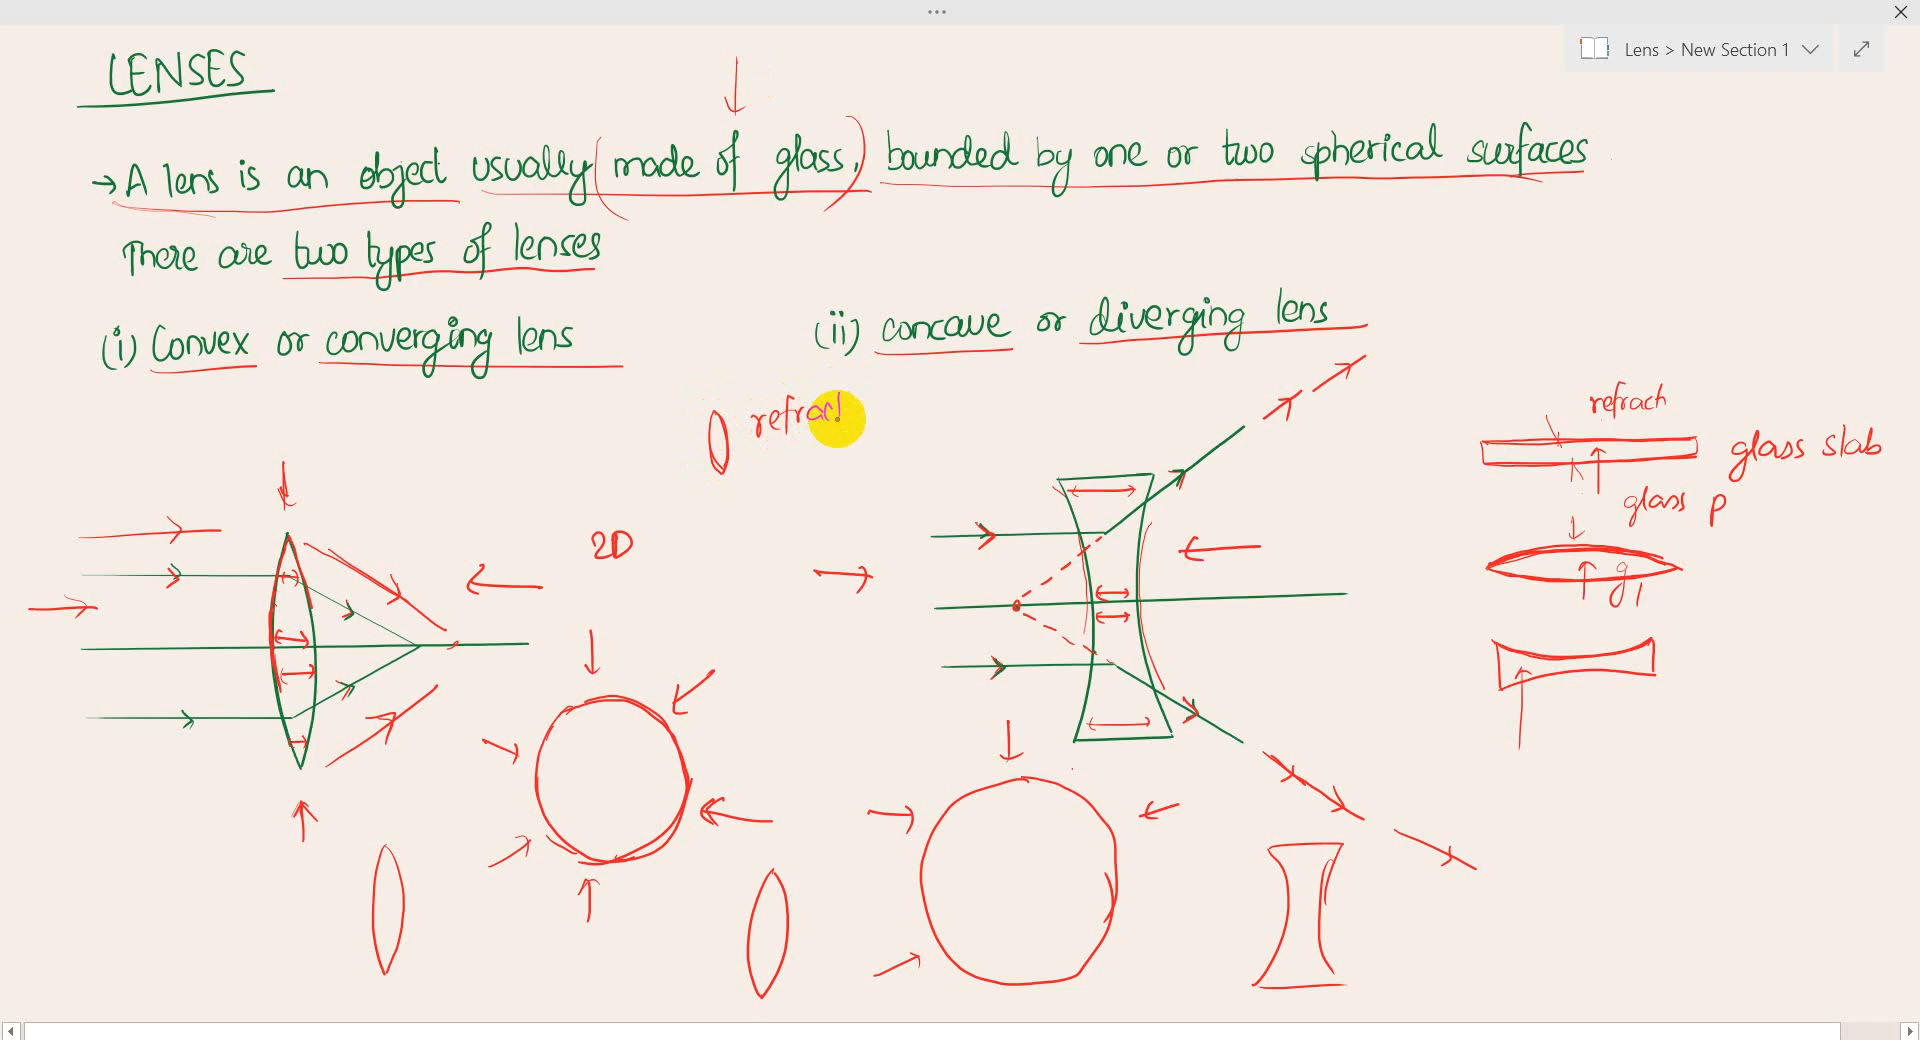 Lens > New Section 1
LENSES
→ A lens is an object usually (made of glass,) bounded by one or two spherical surfaces
There are two types of lenses
(i) Convex or converging lens
(ii) concave or diverging lens
refract
refract
glass slab
glass p
2D
g1